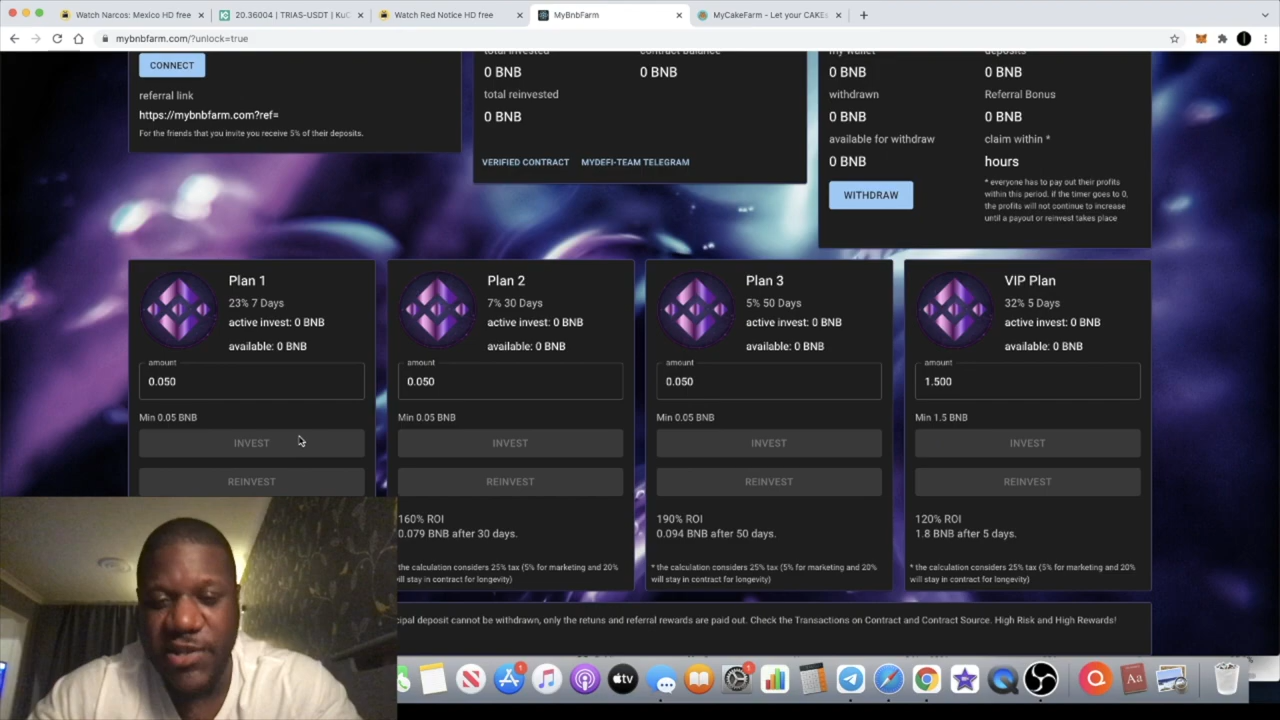 Watch Narcos: Mexico HD free
20.36004 | TRIAS-USDT | KuC
Watch Red Notice HD free
MyBnbFarm
MyCakeFarm - Let your CAKEs
mybnbfarm.com/?unlock=true
CONNECT
referral link
https://mybnbfarm.com?ref=
For the friends that you invite you receive 5% of their deposits.
total invested
contract balance
0 BNB
0 BNB
total reinvested
0 BNB
VERIFIED CONTRACT
MYDEFI-TEAM TELEGRAM
my wallet
deposits
0 BNB
0 BNB
withdrawn
Referral Bonus
0 BNB
0 BNB
available for withdraw
claim within *
0 BNB
hours
WITHDRAW
* everyone has to pay out their profits
within this period. if the timer goes to 0,
the profits will not continue to increase
until a payout or reinvest takes place
Plan 1
23% 7 Days
active invest: 0 BNB
available: 0 BNB
amount
0.050
Min 0.05 BNB
INVEST
REINVEST
Plan 2
7% 30 Days
active invest: 0 BNB
available: 0 BNB
amount
0.050
Min 0.05 BNB
INVEST
REINVEST
160% ROI
0.079 BNB after 30 days.
* the calculation considers 25% tax (5% for marketing and 20%
will stay in contract for longevity)
Plan 3
5% 50 Days
active invest: 0 BNB
available: 0 BNB
amount
0.050
Min 0.05 BNB
INVEST
REINVEST
190% ROI
0.094 BNB after 50 days.
* the calculation considers 25% tax (5% for marketing and 20%
will stay in contract for longevity)
VIP Plan
32% 5 Days
active invest: 0 BNB
available: 0 BNB
amount
1.500
Min 1.5 BNB
INVEST
REINVEST
120% ROI
1.8 BNB after 5 days.
* the calculation considers 25% tax (5% for marketing and 20%
will stay in contract for longevity)
cipal deposit cannot be withdrawn, only the retuns and referral rewards are paid out. Check the Transactions on Contract and Contract Source. High Risk and High Rewards!
1
tv
1
Aa